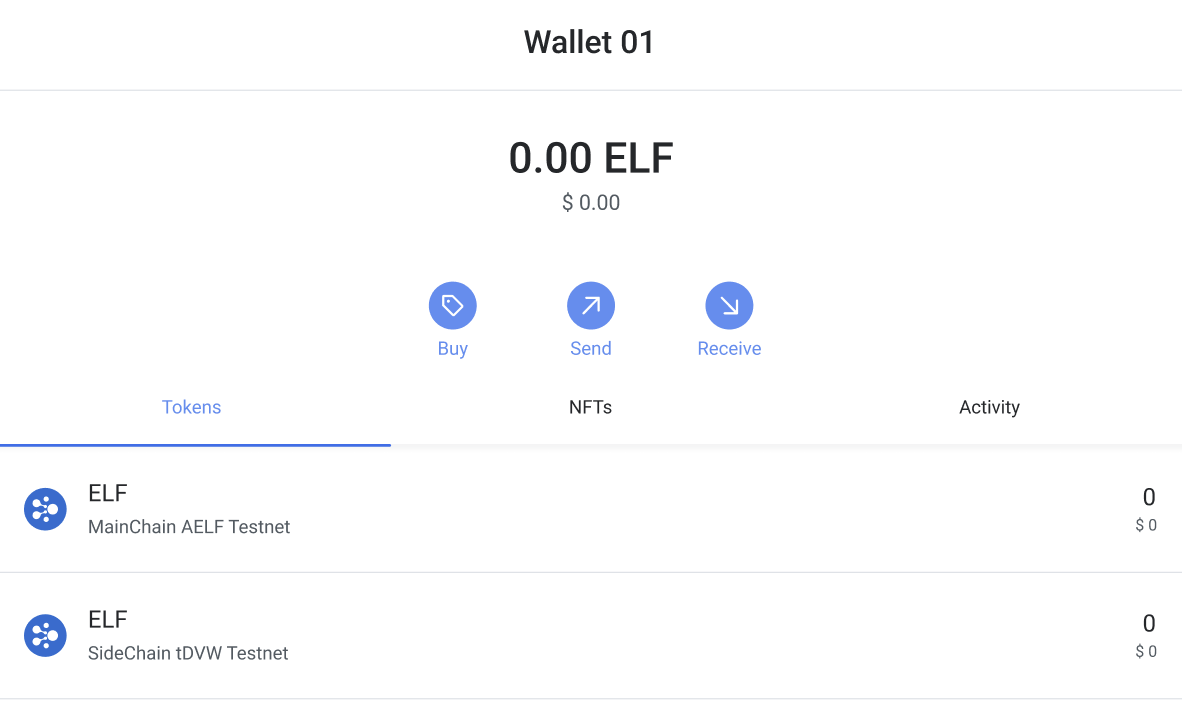 Wallet 01
0.00 ELF
$ 0.00
Buy
Send
Receive
Tokens
NFTs
Activity
ELF
0
MainChain AELF Testnet
$ 0
ELF
0
SideChain tDVW Testnet
$ 0